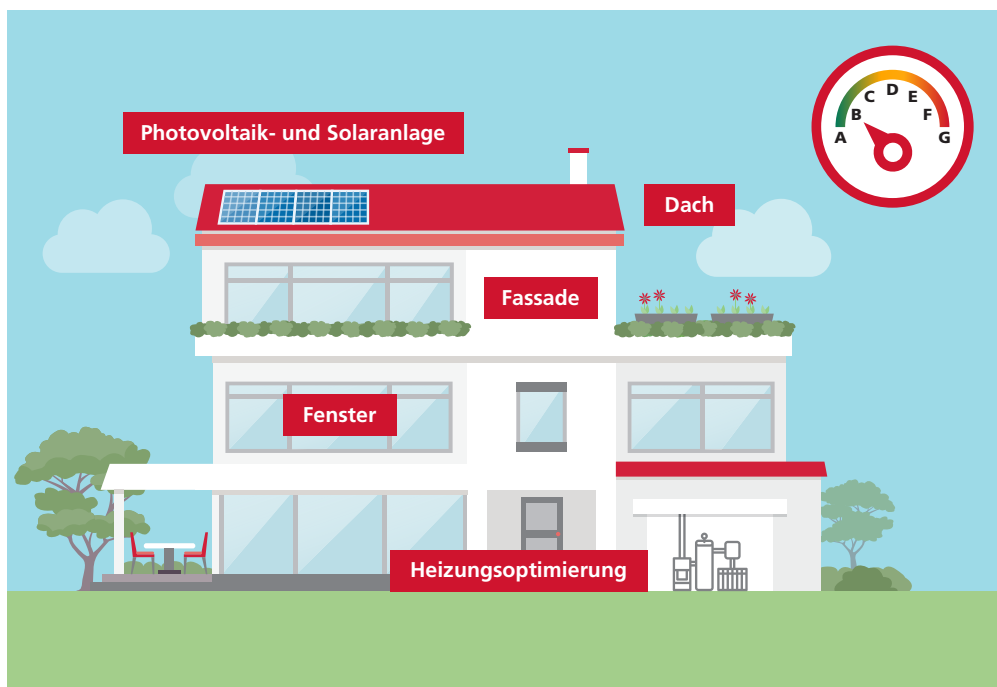 Photovoltaik- und Solaranlage
A
B
C
D
E
F
G
Dach
Fassade
Fenster
Heizungsoptimierung